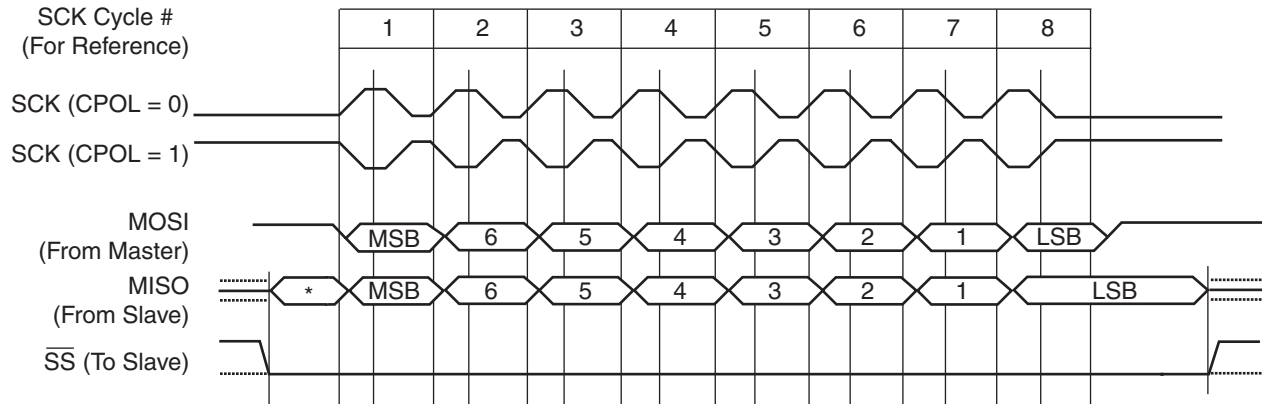 SCK Cycle #
(For Reference)
1 2 3 4 5 6 7 8
SCK (CPOL = 0)
SCK (CPOL = 1)
MOSI
(From Master)
MSB 6 5 4 3 2 1 LSB
MISO
(From Slave)
* MSB 6 5 4 3 2 1 LSB
S̅S̅ (To Slave)